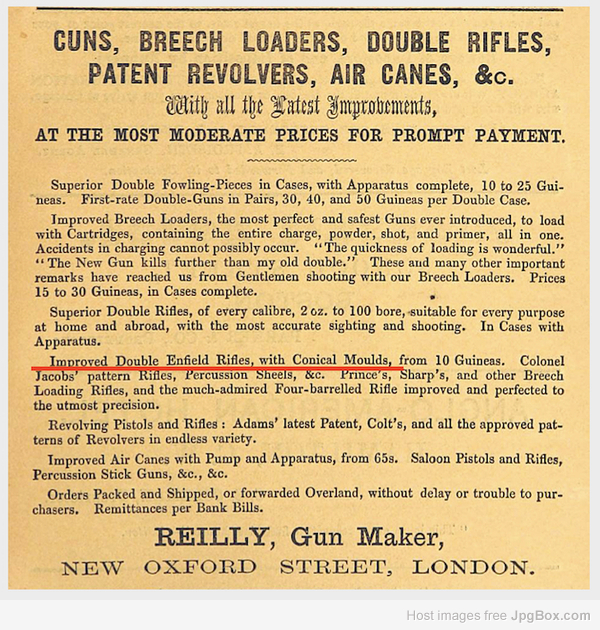 GUNS, BREECH LOADERS, DOUBLE RIFLES,
PATENT REVOLVERS, AIR CANES, &c.
With all the Latest Improvements,
AT THE MOST MODERATE PRICES FOR PROMPT PAYMENT.
Superior Double Fowling-Pieces in Cases, with Apparatus complete, 10 to 25 Gui-
neas. First-rate Double-Guns in Pairs, 30, 40, and 50 Guineas per Double Case.
Improved Breech Loaders, the most perfect and safest Guns ever introduced, to load
with Cartridges, containing the entire charge, powder, shot, and primer, all in one.
Accidents in charging cannot possibly occur. "The quickness of loading is wonderful."
"The New Gun kills further than my old double." These and many other important
remarks have reached us from Gentlemen shooting with our Breech Loaders. Prices
15 to 30 Guineas, in Cases complete.
Superior Double Rifles, of every calibre, 2 oz. to 100 bore, suitable for every purpose
at home and abroad, with the most accurate sighting and shooting. In Cases with
Apparatus.
Improved Double Enfield Rifles, with Conical Moulds, from 10 Guineas. Colonel
Jacobs' pattern Rifles, Percussion Sheels, &c. Prince's, Sharp's, and other Breech
Loading Rifles, and the much-admired Four-barrelled Rifle improved and perfected to
the utmost precision.
Revolving Pistols and Rifles: Adams' latest Patent, Colt's, and all the approved pat-
terns of Revolvers in endless variety.
Improved Air Canes with Pump and Apparatus, from 65s. Saloon Pistols and Rifles,
Percussion Stick Guns, &c., &c.
Orders Packed and Shipped, or forwarded Overland, without delay or trouble to pur-
chasers. Remittances per Bank Bills.
REILLY, Gun Maker,
NEW OXFORD STREET, LONDON.
Host images free JpgBox.com